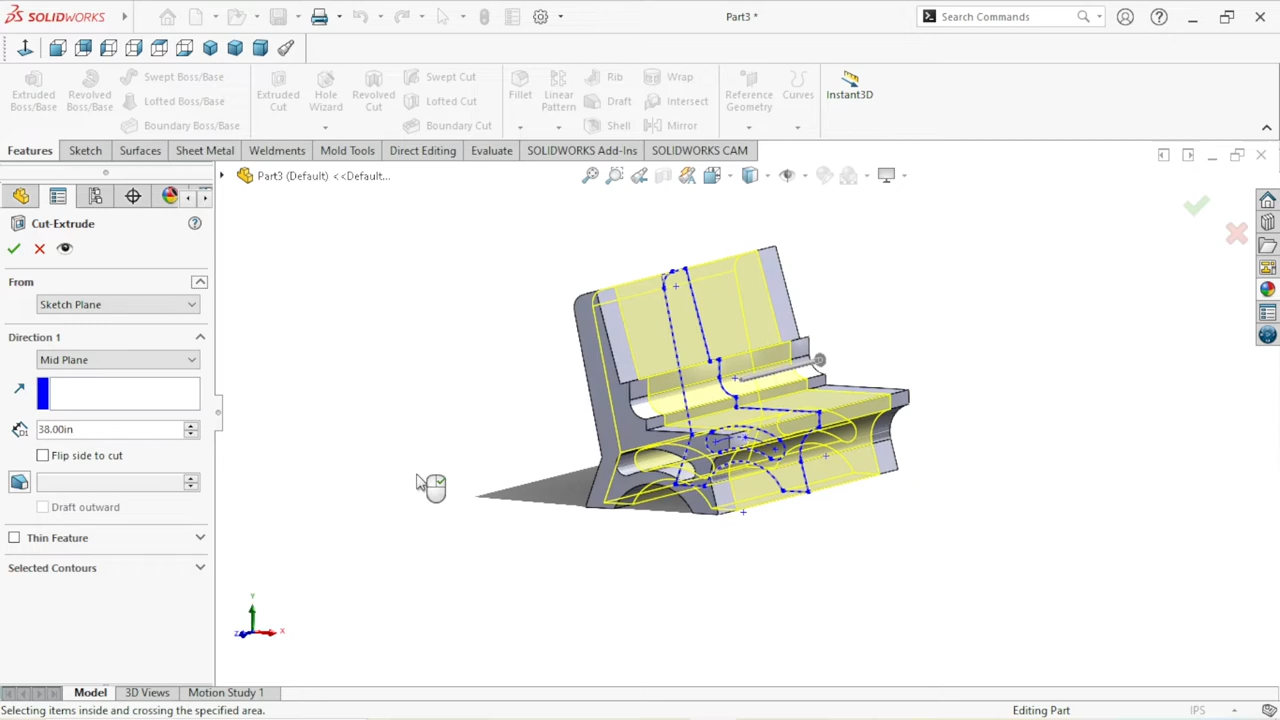 SOLIDWORKS
Part3 *
Search Commands
Extruded Boss/Base
Revolved Boss/Base
Swept Boss/Base
Lofted Boss/Base
Boundary Boss/Base
Extruded Cut
Hole Wizard
Revolved Cut
Swept Cut
Lofted Cut
Boundary Cut
Fillet
Linear Pattern
Rib
Draft
Shell
Wrap
Intersect
Mirror
Reference Geometry
Curves
Instant3D
Features
Sketch
Surfaces
Sheet Metal
Weldments
Mold Tools
Direct Editing
Evaluate
SOLIDWORKS Add-Ins
SOLIDWORKS CAM
Part3 (Default) <<Default...
Cut-Extrude
From
Sketch Plane
Direction 1
Mid Plane
D1
38.00in
Flip side to cut
Draft outward
Thin Feature
Selected Contours
Y
Z
X
Model
3D Views
Motion Study 1
Selecting items inside and crossing the specified area.
Editing Part
IPS